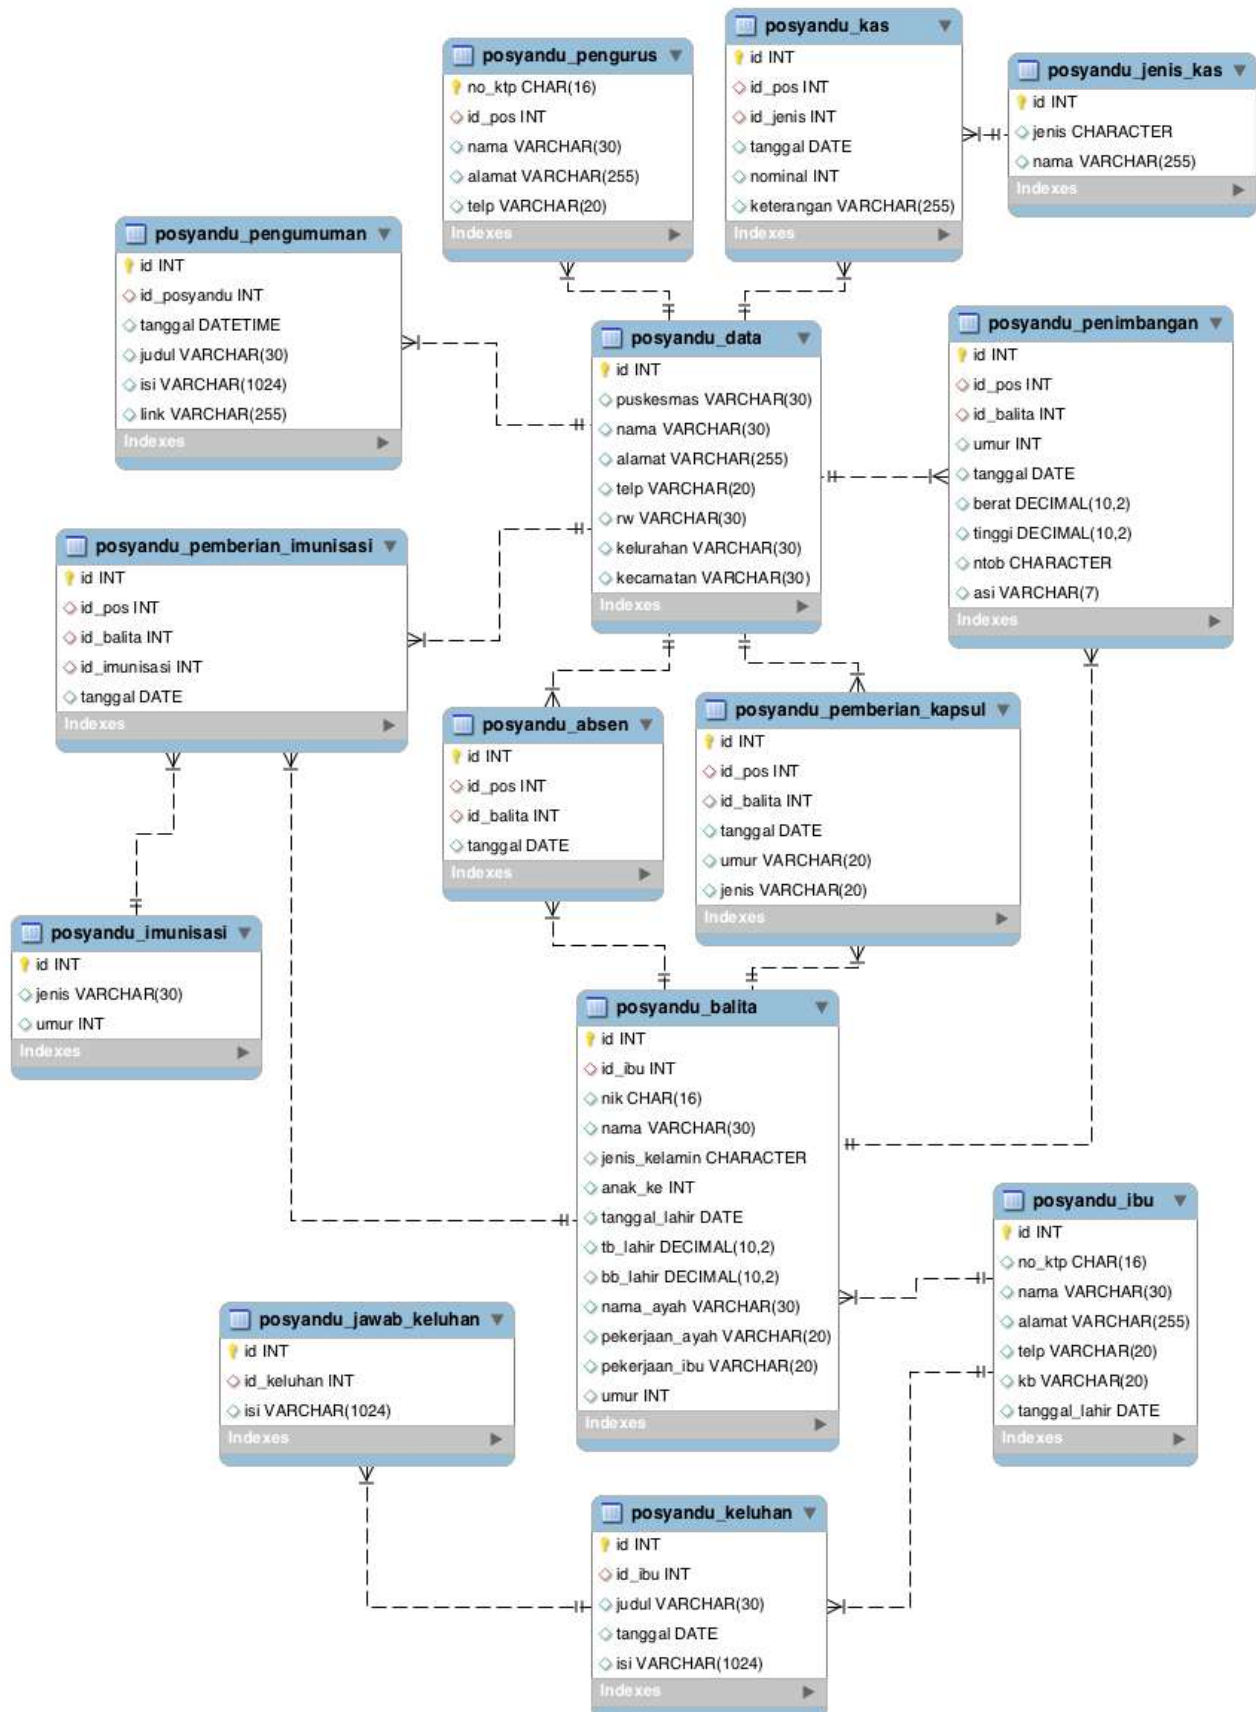 posyandu_kas
id INT
id_pos INT
id_jenis INT
tanggal DATE
nominal INT
keterangan VARCHAR(255)
Indexes
posyandu_pengurus
no_ktp CHAR(16)
id_pos INT
nama VARCHAR(30)
alamat VARCHAR(255)
telp VARCHAR(20)
Indexes
posyandu_jenis_kas
id INT
jenis CHARACTER
nama VARCHAR(255)
Indexes
posyandu_pengumuman
id INT
id_posyandu INT
tanggal DATETIME
judul VARCHAR(30)
isi VARCHAR(1024)
link VARCHAR(255)
Indexes
posyandu_data
id INT
puskesmas VARCHAR(30)
nama VARCHAR(30)
alamat VARCHAR(255)
telp VARCHAR(20)
rw VARCHAR(30)
kelurahan VARCHAR(30)
kecamatan VARCHAR(30)
Indexes
posyandu_penimbangan
id INT
id_pos INT
id_balita INT
umur INT
tanggal DATE
berat DECIMAL(10,2)
tinggi DECIMAL(10,2)
ntob CHARACTER
asi VARCHAR(7)
Indexes
posyandu_pemberian_imunisasi
id INT
id_pos INT
id_balita INT
id_imunisasi INT
tanggal DATE
Indexes
posyandu_absen
id INT
id_pos INT
id_balita INT
tanggal DATE
Indexes
posyandu_pemberian_kapsul
id INT
id_pos INT
id_balita INT
tanggal DATE
umur VARCHAR(20)
jenis VARCHAR(20)
Indexes
posyandu_imunisasi
id INT
jenis VARCHAR(30)
umur INT
Indexes
posyandu_balita
id INT
id_ibu INT
nik CHAR(16)
nama VARCHAR(30)
jenis_kelamin CHARACTER
anak_ke INT
tanggal_lahir DATE
tb_lahir DECIMAL(10,2)
bb_lahir DECIMAL(10,2)
nama_ayah VARCHAR(30)
pekerjaan_ayah VARCHAR(20)
pekerjaan_ibu VARCHAR(20)
umur INT
Indexes
posyandu_ibu
id INT
no_ktp CHAR(16)
nama VARCHAR(30)
alamat VARCHAR(255)
telp VARCHAR(20)
kb VARCHAR(20)
tanggal_lahir DATE
Indexes
posyandu_jawab_keluhan
id INT
id_keluhan INT
isi VARCHAR(1024)
Indexes
posyandu_keluhan
id INT
id_ibu INT
judul VARCHAR(30)
tanggal DATE
isi VARCHAR(1024)
Indexes